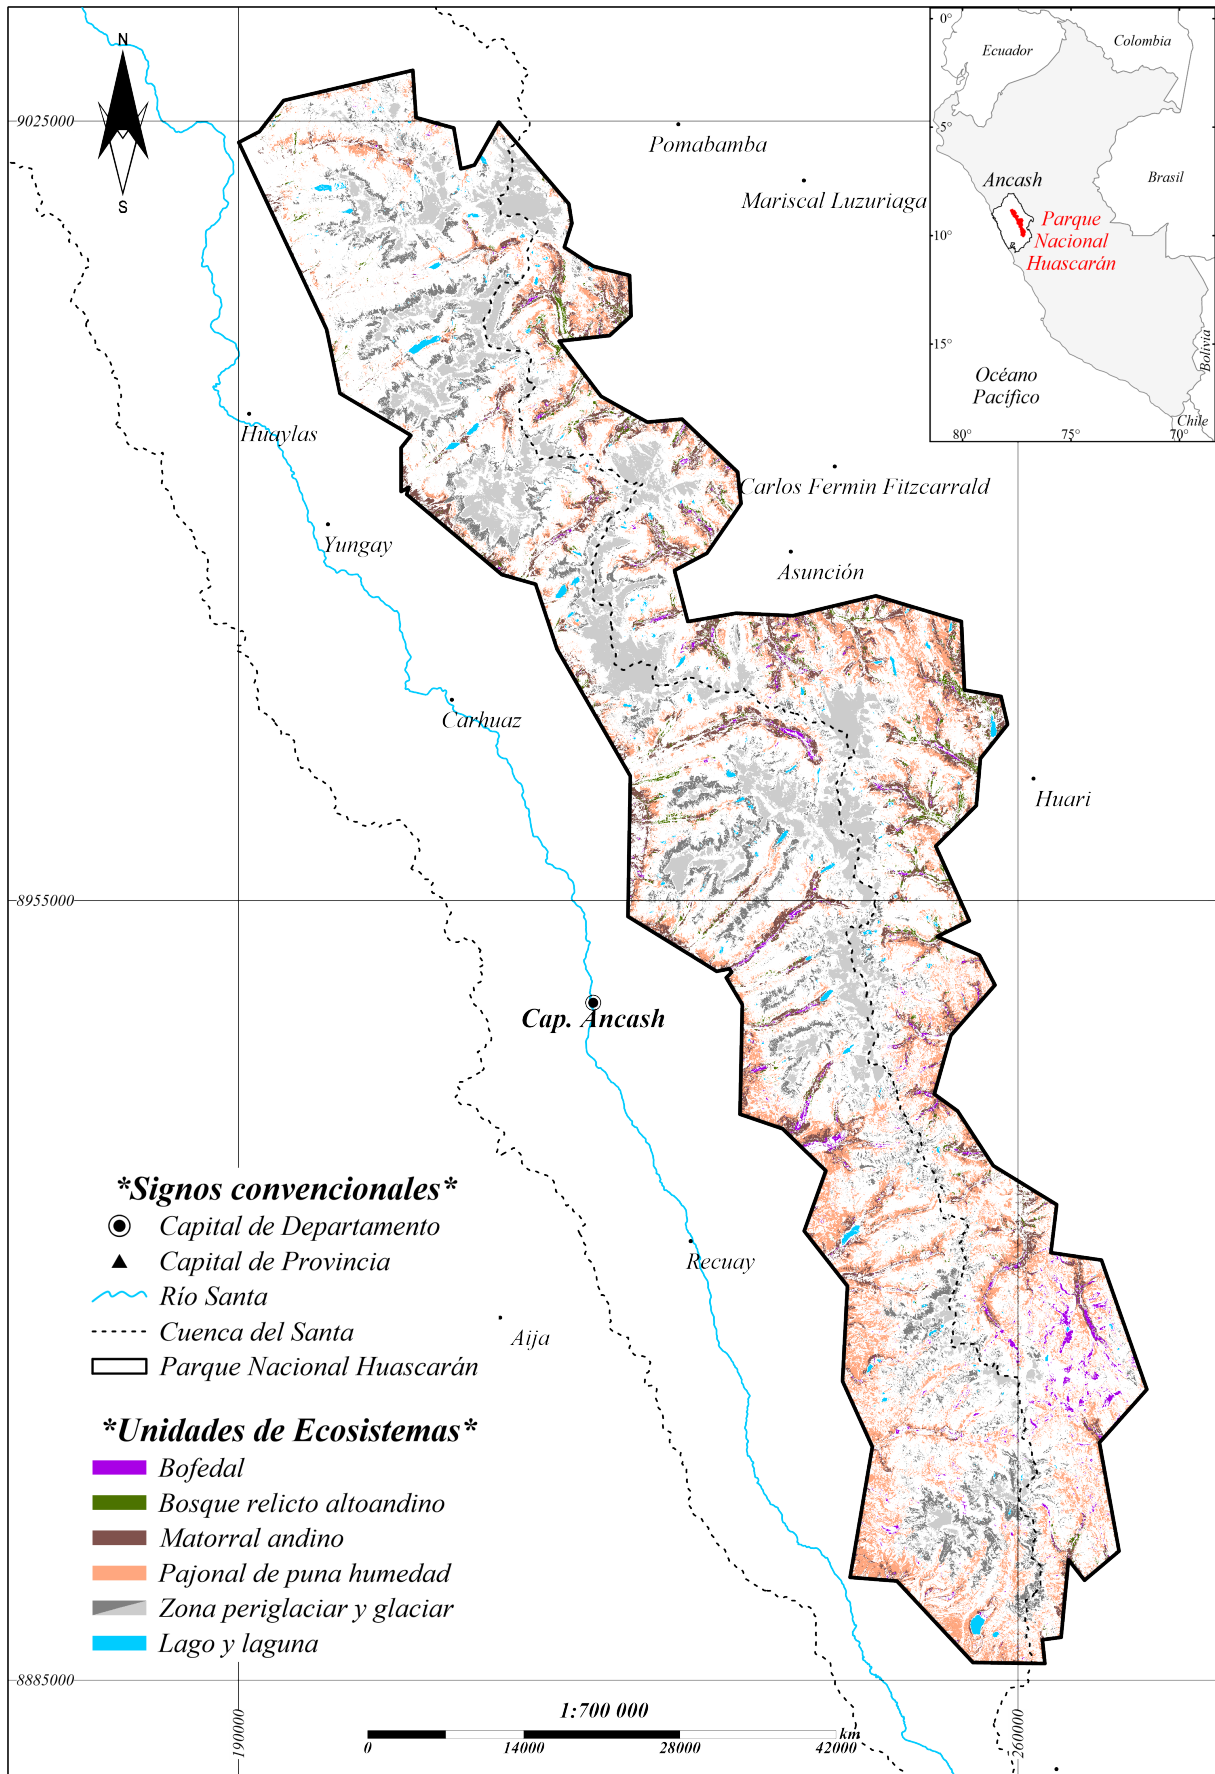 N
S
9025000
8955000
8885000
190000
260000
Pomabamba
Mariscal Luzuriaga
Huaylas
Carlos Fermin Fitzcarrald
Yungay
Asunción
Carhuaz
Huari
Cap. Ancash
Recuay
Aija
0°
5°
10°
15°
80°
75°
70°
Ecuador
Colombia
Brasil
Ancash
Parque
Nacional
Huascarán
Océano
Pacífico
Bolivia
Chile
*Signos convencionales*
Capital de Departamento
Capital de Provincia
Río Santa
Cuenca del Santa
Parque Nacional Huascarán
*Unidades de Ecosistemas*
Bofedal
Bosque relicto altoandino
Matorral andino
Pajonal de puna humedad
Zona periglaciar y glaciar
Lago y laguna
1:700 000
km
0
14000
28000
42000